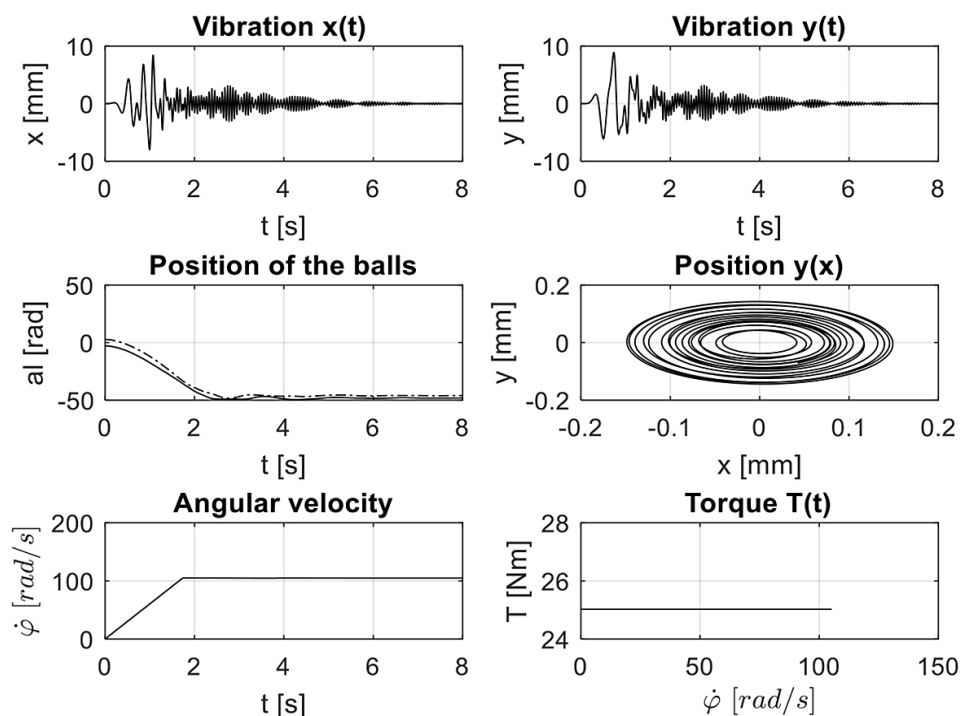 Vibration x(t)
x [mm]
10
0
-10
0 2 4 6 8
t [s]
Vibration y(t)
y [mm]
10
0
-10
0 2 4 6 8
t [s]
Position of the balls
al [rad]
50
0
-50
0 2 4 6 8
t [s]
Position y(x)
y [mm]
0.2
0
-0.2
-0.2 -0.1 0 0.1 0.2
x [mm]
Angular velocity
φ̇ [rad/s]
200
100
0
0 2 4 6 8
t [s]
Torque T(t)
T [Nm]
28
26
24
0 50 100 150
φ̇ [rad/s]